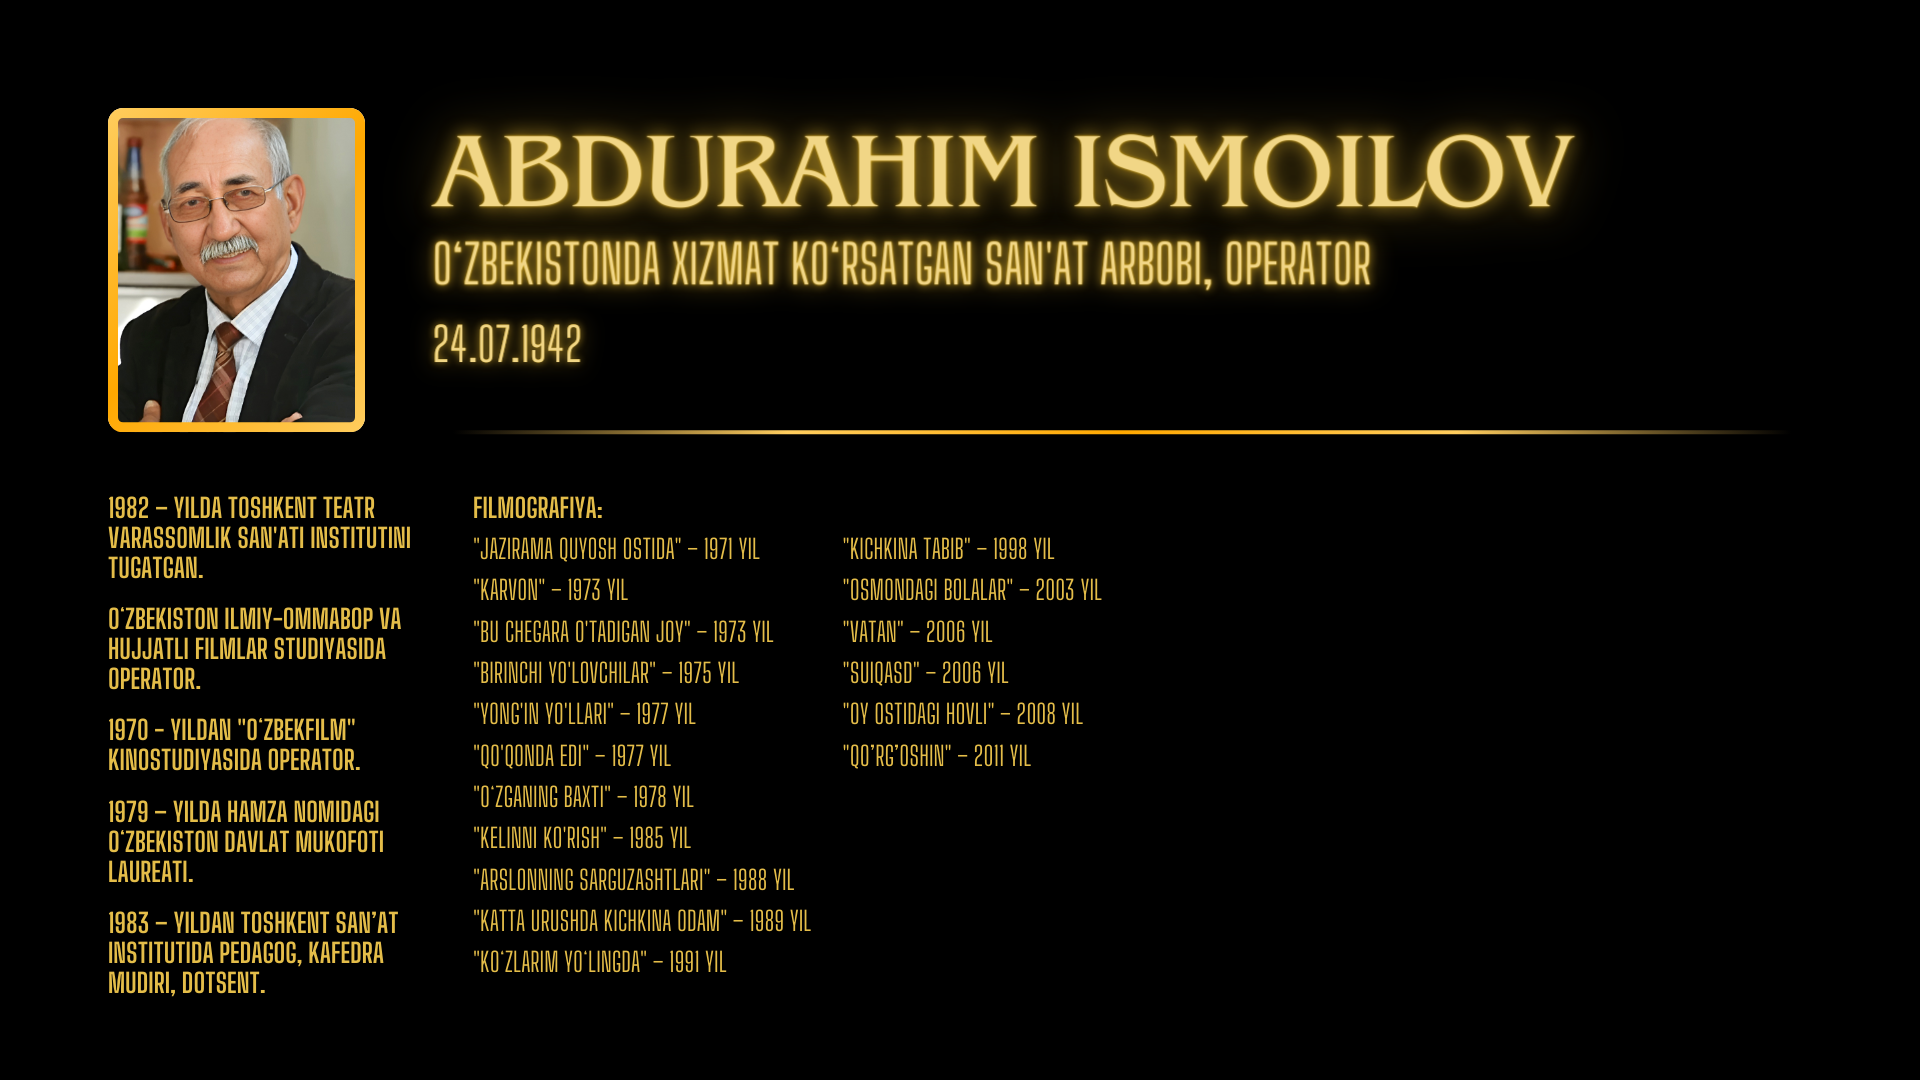 ABDURAHIM ISMOILOV
O‘ZBEKISTONDA XIZMAT KO‘RSATGAN SAN'AT ARBOBI, OPERATOR
24.07.1942
1982 – YILDA TOSHKENT TEATR
VARASSOMLIK SAN'ATI INSTITUTINI
TUGATGAN.
O‘ZBEKISTON ILMIY-OMMABOP VA
HUJJATLI FILMLAR STUDIYASIDA
OPERATOR.
1970 - YILDAN "O‘ZBEKFILM"
KINOSTUDIYASIDA OPERATOR.
1979 – YILDA HAMZA NOMIDAGI
O‘ZBEKISTON DAVLAT MUKOFOTI
LAUREATI.
1983 – YILDAN TOSHKENT SAN’AT
INSTITUTIDA PEDAGOG, KAFEDRA
MUDIRI, DOTSENT.
FILMOGRAFIYA:
"JAZIRAMA QUYOSH OSTIDA" – 1971 YIL
"KARVON" – 1973 YIL
"BU CHEGARA O'TADIGAN JOY" – 1973 YIL
"BIRINCHI YO'LOVCHILAR" – 1975 YIL
"YONG'IN YO'LLARI" – 1977 YIL
"QO'QONDA EDI" – 1977 YIL
"O‘ZGANING BAXTI" – 1978 YIL
"KELINNI KO'RISH" – 1985 YIL
"ARSLONNING SARGUZASHTLARI" – 1988 YIL
"KATTA URUSHDA KICHKINA ODAM" – 1989 YIL
"KO‘ZLARIM YO‘LINGDA" – 1991 YIL
"KICHKINA TABIB" – 1998 YIL
"OSMONDAGI BOLALAR" – 2003 YIL
"VATAN" – 2006 YIL
"SUIQASD" – 2006 YIL
"OY OSTIDAGI HOVLI" – 2008 YIL
"QO’RG’OSHIN" – 2011 YIL